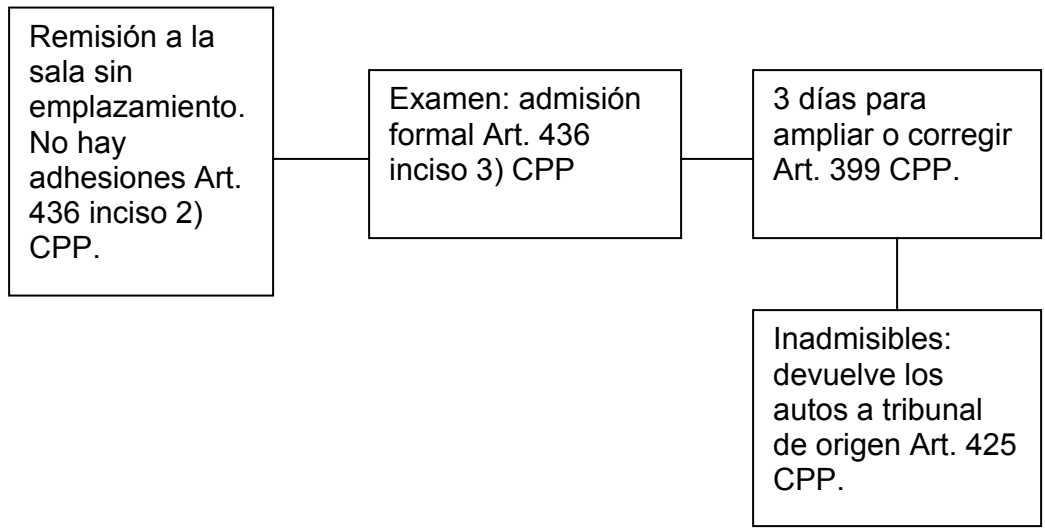 Remisión a la
sala sin
emplazamiento.
No hay
adhesiones Art.
436 inciso 2)
CPP.
Examen: admisión
formal Art. 436
inciso 3) CPP
3 días para
ampliar o corregir
Art. 399 CPP.
Inadmisibles:
devuelve los
autos a tribunal
de origen Art. 425
CPP.